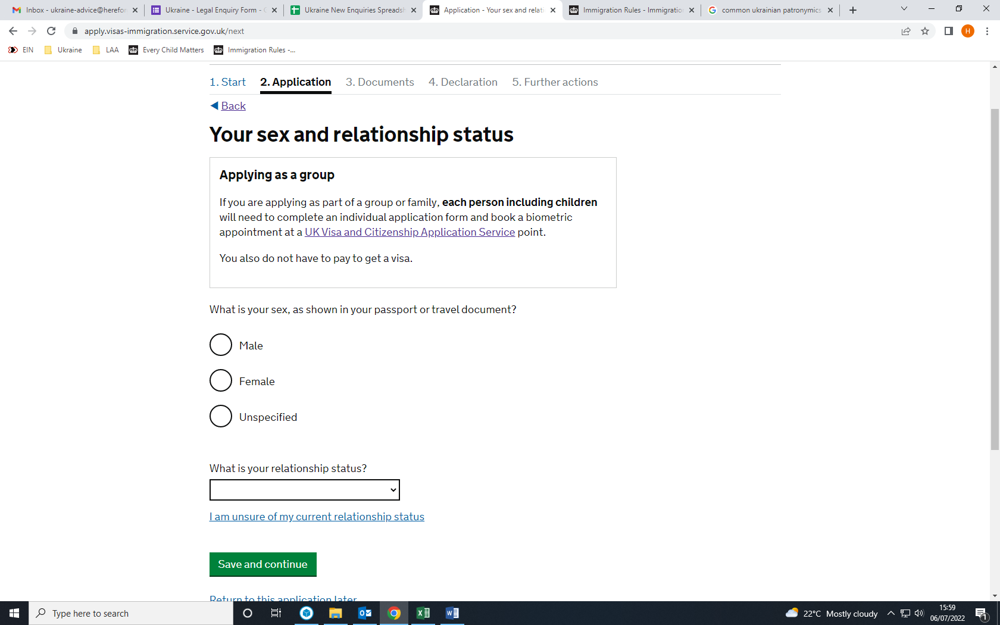 Inbox - ukraine-advice@herefor
Ukraine - Legal Enquiry Form -
Ukraine New Enquiries Spreadsh
Application - Your sex and relati
Immigration Rules - Immigratio
common ukrainian patronymics
apply.visas-immigration.service.gov.uk/next
H
EIN
Ukraine
LAA
Every Child Matters
Immigration Rules -...
1. Start
2. Application
3. Documents
4. Declaration
5. Further actions
Back
Your sex and relationship status
Applying as a group
If you are applying as part of a group or family, each person including children
will need to complete an individual application form and book a biometric
appointment at a UK Visa and Citizenship Application Service point.
You also do not have to pay to get a visa.
What is your sex, as shown in your passport or travel document?
Male
Female
Unspecified
What is your relationship status?
I am unsure of my current relationship status
Save and continue
Return to this application later
Type here to search
22°C Mostly cloudy
15:59
06/07/2022
1